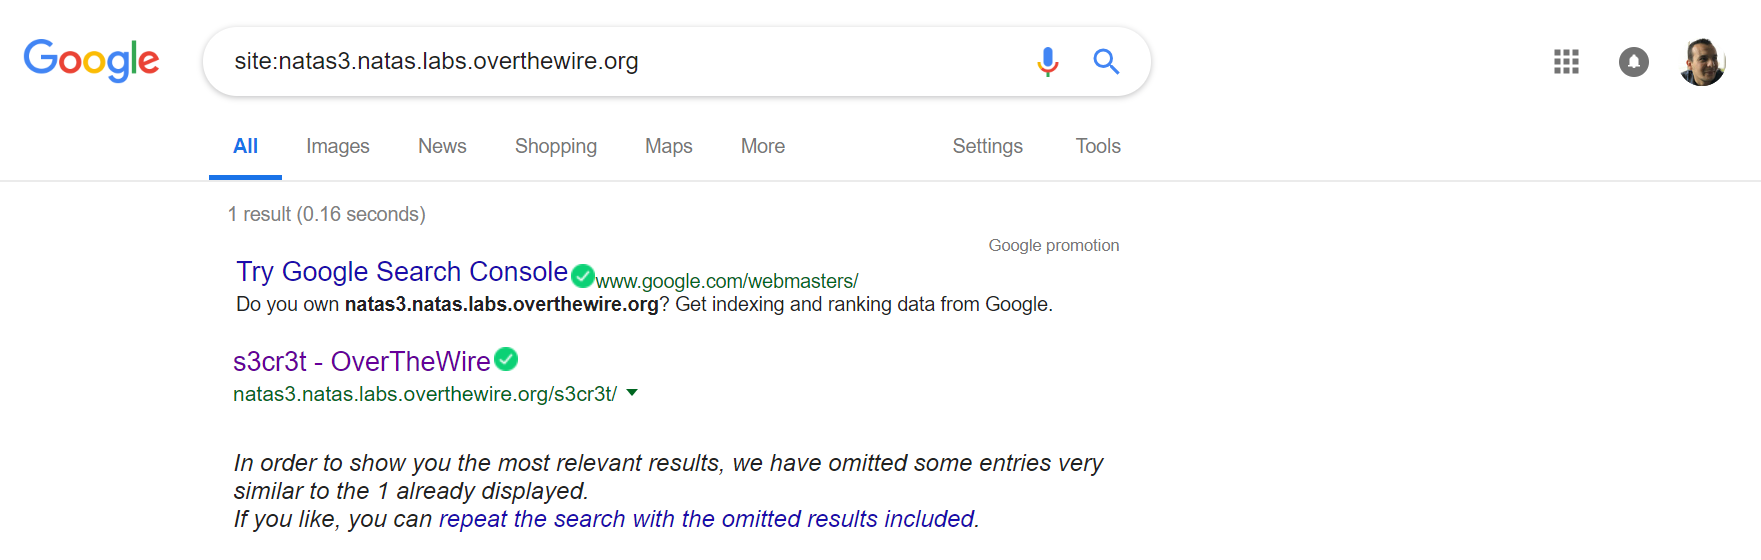 Google
site:natas3.natas.labs.overthewire.org
All Images News Shopping Maps More Settings Tools
1 result (0.16 seconds)
Google promotion
Try Google Search Console www.google.com/webmasters/
Do you own natas3.natas.labs.overthewire.org? Get indexing and ranking data from Google.
s3cr3t - OverTheWire
natas3.natas.labs.overthewire.org/s3cr3t/
In order to show you the most relevant results, we have omitted some entries very
similar to the 1 already displayed.
If you like, you can repeat the search with the omitted results included.